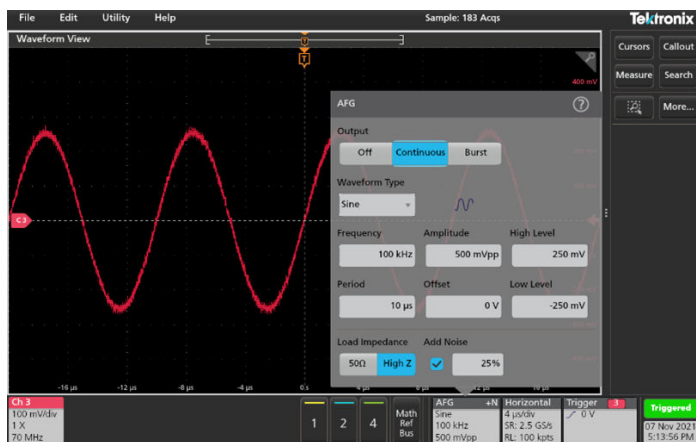 File Edit Utility Help Sample: 183 Acqs Tektronix
Waveform View
T
T
Cursors Callout
400 mV
Measure Search
More...
AFG ?
Output
Off Continuous Burst
Waveform Type
Sine
C3
Frequency Amplitude High Level
100 kHz 500 mVpp 250 mV
Period Offset Low Level
10 µs 0 V -250 mV
Load Impedance Add Noise
50Ω High Z 25%
-16 µs -12 µs -8 µs -4 µs 0 s
Ch 3
100 mV/div
1 X
70 MHz
1 2 4
Math
Ref
Bus
AFG +N
Sine
100 kHz
500 mVpp
Horizontal
4 µs/div
SR: 2.5 GS/s
RL: 100 kpts
Trigger 3
0 V
Triggered
07 Nov 2021
5:13:56 PM